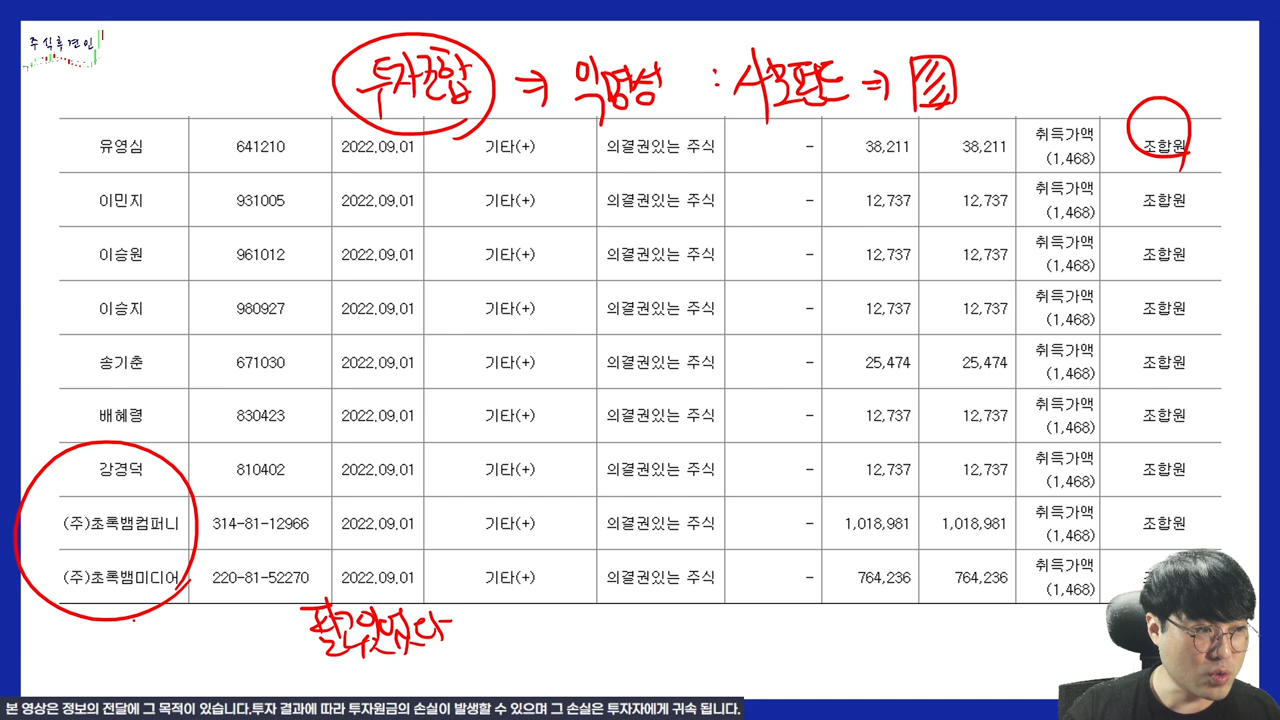 주식후견인
투자조합 ⇒ 익명성 : 사모펀드 ⇒
유영심 641210 2022.09.01 기타(+) 의결권있는 주식 - 38,211 38,211 취득가액 (1,468) 조합원
이민지 931005 2022.09.01 기타(+) 의결권있는 주식 - 12,737 12,737 취득가액 (1,468) 조합원
이승원 961012 2022.09.01 기타(+) 의결권있는 주식 - 12,737 12,737 취득가액 (1,468) 조합원
이승지 980927 2022.09.01 기타(+) 의결권있는 주식 - 12,737 12,737 취득가액 (1,468) 조합원
송기춘 671030 2022.09.01 기타(+) 의결권있는 주식 - 25,474 25,474 취득가액 (1,468) 조합원
배혜령 830423 2022.09.01 기타(+) 의결권있는 주식 - 12,737 12,737 취득가액 (1,468) 조합원
강경덕 810402 2022.09.01 기타(+) 의결권있는 주식 - 12,737 12,737 취득가액 (1,468) 조합원
(주)초록뱀컴퍼니 314-81-12966 2022.09.01 기타(+) 의결권있는 주식 - 1,018,981 1,018,981 취득가액 (1,468) 조합원
(주)초록뱀미디어 220-81-52270 2022.09.01 기타(+) 의결권있는 주식 - 764,236 764,236 취득가액 (1,468)
본 영상은 정보의 전달에 그 목적이 있습니다.투자 결과에 따라 투자원금의 손실이 발생할 수 있으며 그 손실은 투자자에게 귀속 됩니다.